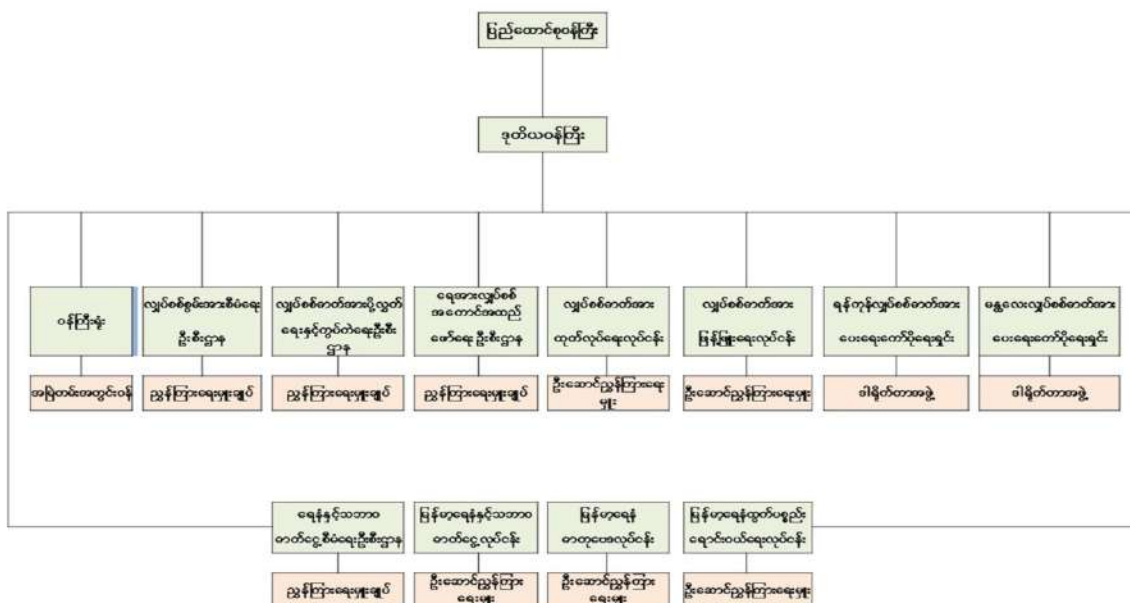 ပြည်ထောင်စုဝန်ကြီး
ဒုတိယဝန်ကြီး
ဝန်ကြီးရုံး
အမြဲတမ်းအတွင်းဝန်
လျှပ်စစ်စွမ်းအားစီမံရေး
ဦးစီးဌာန
ညွှန်ကြားရေးမှူးချုပ်
လျှပ်စစ်ဓာတ်အားပို့လွှတ်
ရေးနှင့်ကွပ်ကဲရေးဦးစီး
ဌာန
ညွှန်ကြားရေးမှူးချုပ်
ရေအားလျှပ်စစ်
အကောင်အထည်
ဖော်ရေးဦးစီးဌာန
ညွှန်ကြားရေးမှူးချုပ်
လျှပ်စစ်ဓာတ်အား
ထုတ်လုပ်ရေးလုပ်ငန်း
ဦးဆောင်ညွှန်ကြားရေး
မှူး
လျှပ်စစ်ဓာတ်အား
ဖြန့်ဖြူးရေးလုပ်ငန်း
ဦးဆောင်ညွှန်ကြားရေးမှူး
ရန်ကုန်လျှပ်စစ်ဓာတ်အား
ပေးရေးကော်ပိုရေးရှင်း
ဒါရိုက်တာအဖွဲ့
မန္တလေးလျှပ်စစ်ဓာတ်အား
ပေးရေးကော်ပိုရေးရှင်း
ဒါရိုက်တာအဖွဲ့
ရေနံနှင့်သဘာဝ
ဓာတ်ငွေ့စီမံရေးဦးစီးဌာန
ညွှန်ကြားရေးမှူးချုပ်
မြန်မာ့ရေနံနှင့်သဘာဝ
ဓာတ်ငွေ့လုပ်ငန်း
ဦးဆောင်ညွှန်ကြား
ရေးမှူး
မြန်မာ့ရေနံ
ဓာတုဗေဒလုပ်ငန်း
ဦးဆောင်ညွှန်ကြား
ရေးမှူး
မြန်မာ့ရေနံထွက်ပစ္စည်း
ရောင်းဝယ်ရေးလုပ်ငန်း
ဦးဆောင်ညွှန်ကြားရေးမှူး